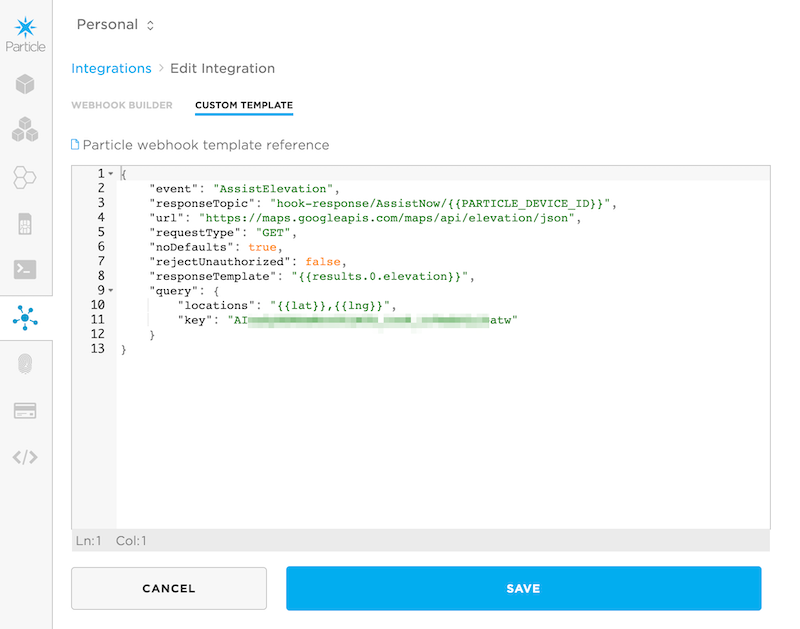 Personal
Particle
Integrations > Edit Integration
WEBHOOK BUILDER CUSTOM TEMPLATE
Particle webhook template reference
1 {
2 "event": "AssistElevation",
3 "responseTopic": "hook-response/AssistNow/{{PARTICLE_DEVICE_ID}}",
4 "url": "https://maps.googleapis.com/maps/api/elevation/json",
5 "requestType": "GET",
6 "noDefaults": true,
7 "rejectUnauthorized": false,
8 "responseTemplate": "{{results.0.elevation}}",
9 "query": {
10 "locations": "{{lat}},{{lng}}",
11 "key": "AI atw"
12 }
13 }
Ln:1 Col:1
CANCEL SAVE